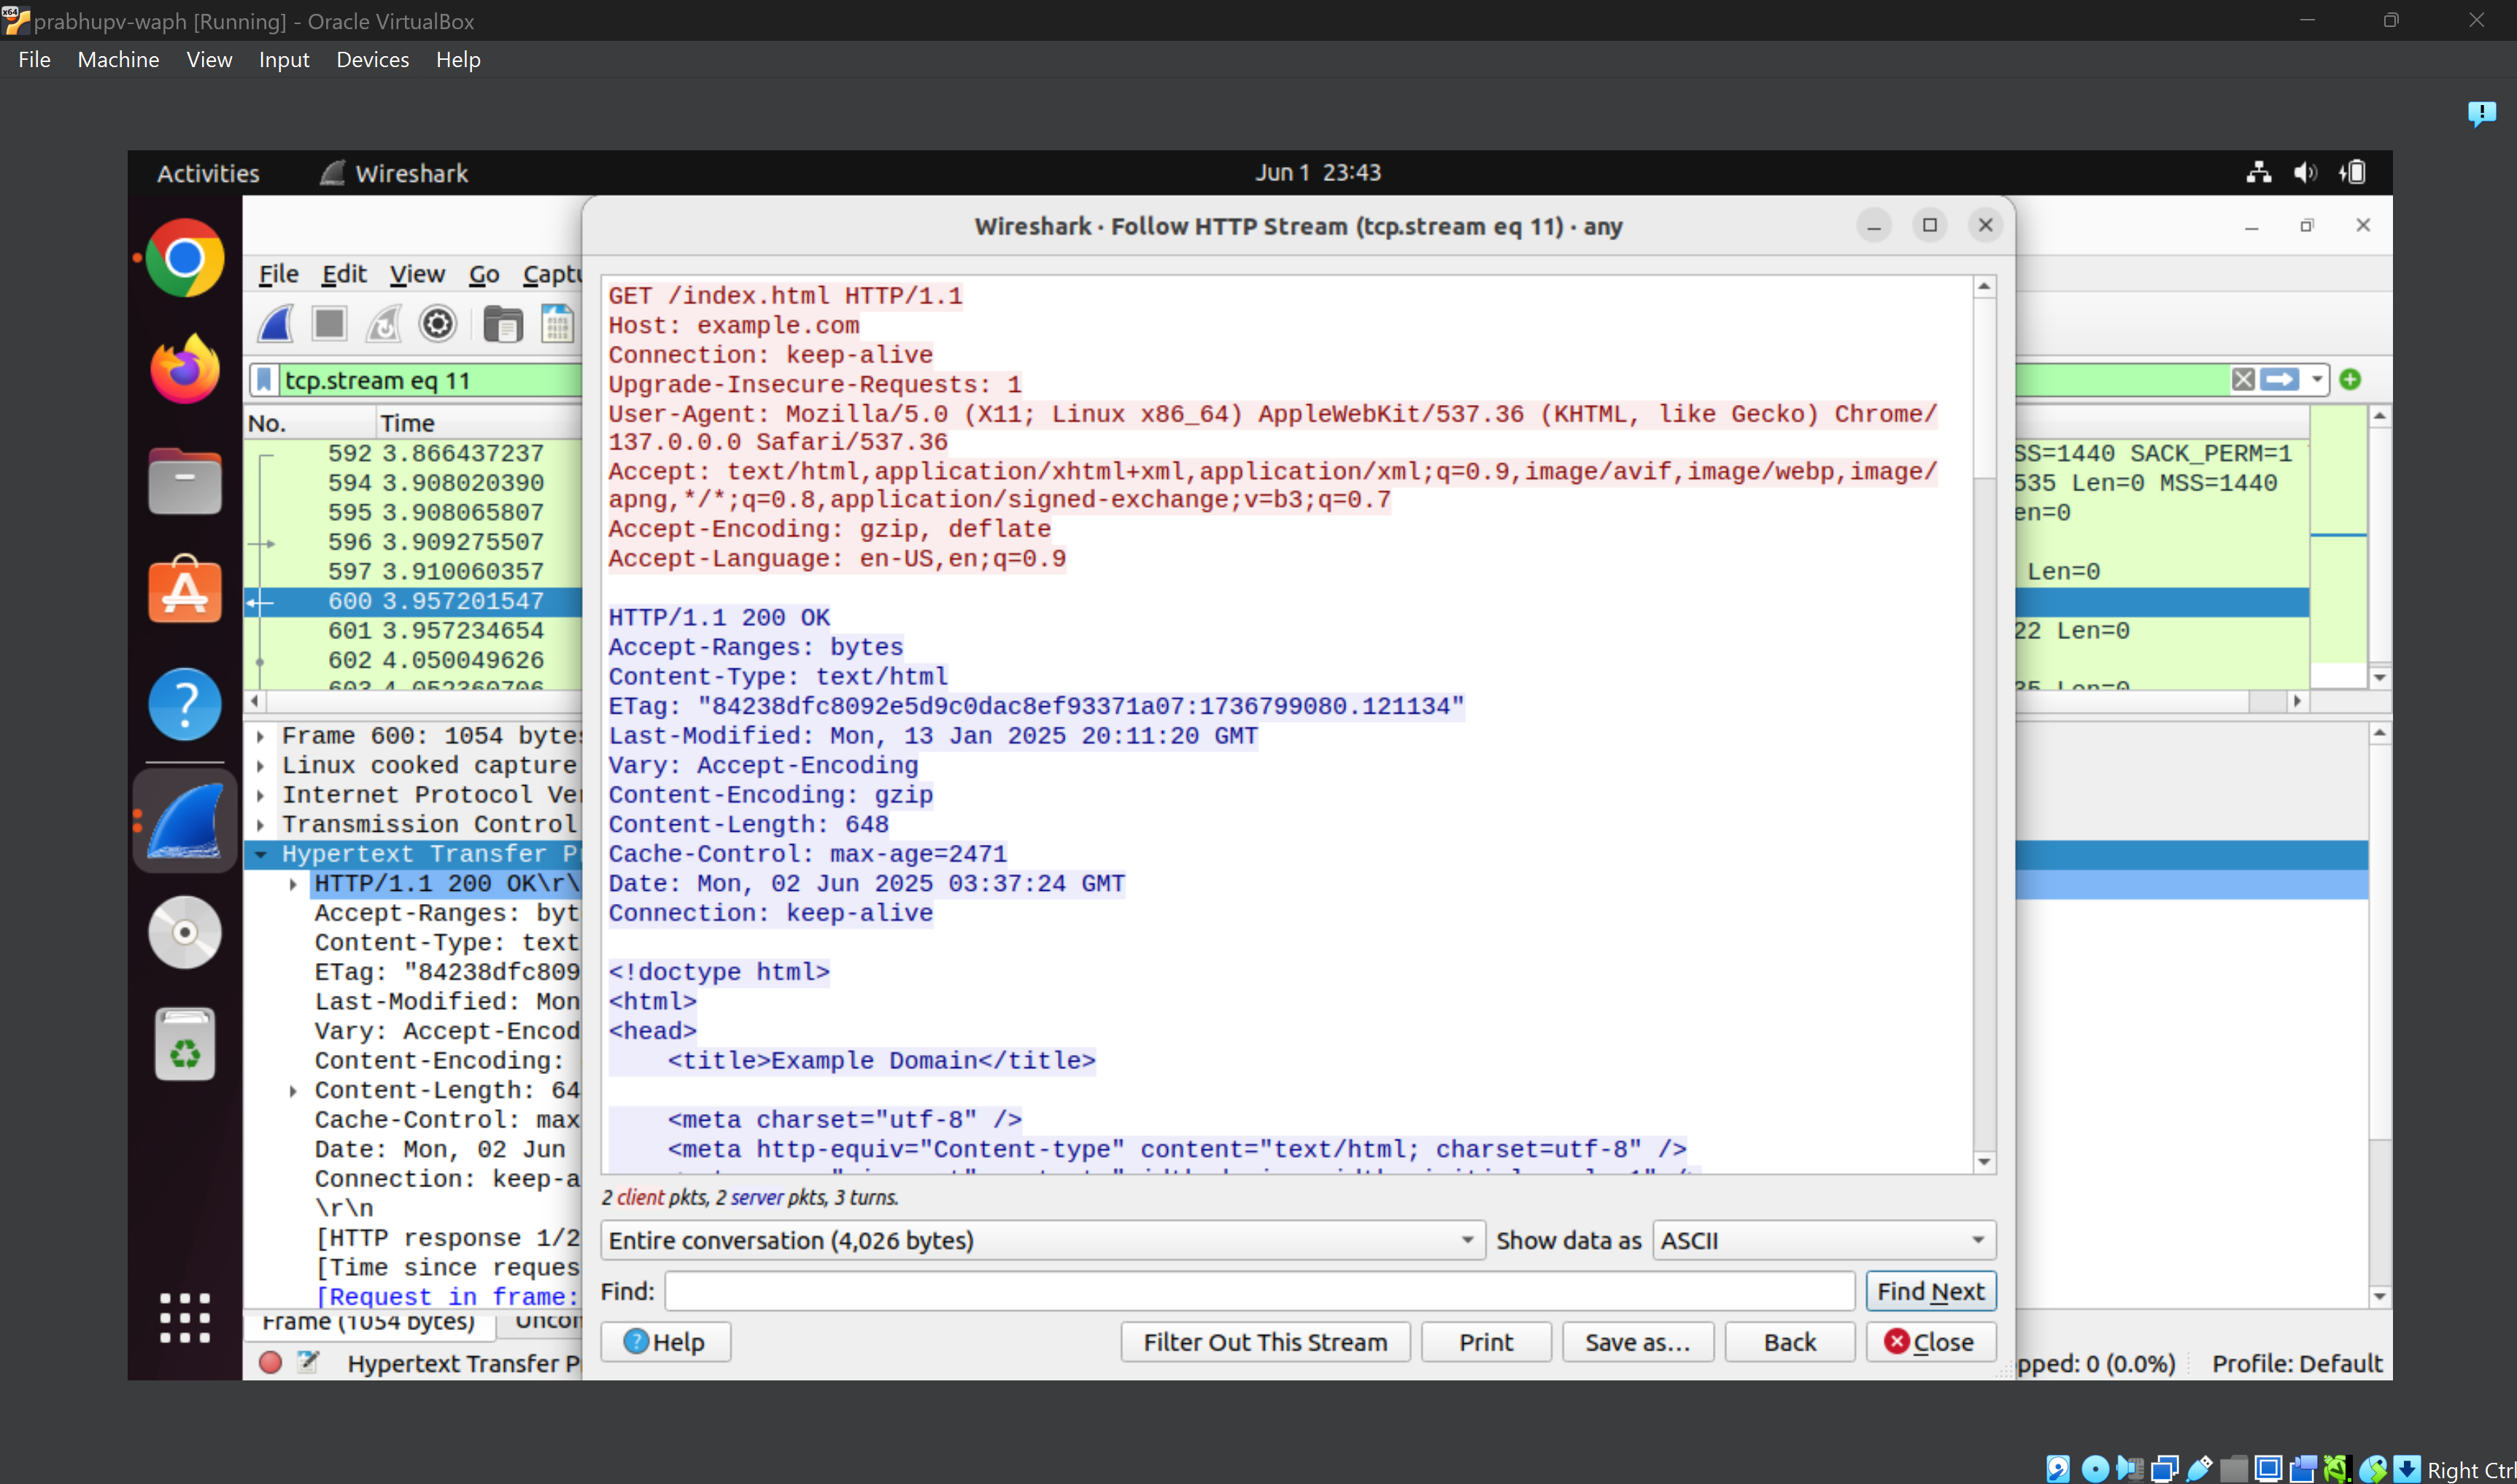 prabhupv-waph [Running] - Oracle VirtualBox
File Machine View Input Devices Help
Activities Wireshark Jun 1 23:43
Wireshark · Follow HTTP Stream (tcp.stream eq 11) · any
File Edit View Go
tcp.stream eq 11
No. Time
592 3.866437237
594 3.908020390
595 3.908065807
596 3.909275507
597 3.910060357
600 3.957201547
601 3.957234654
602 4.050049626
603 4.052360706
SS=1440 SACK_PERM=1
535 Len=0 MSS=1440
en=0
Len=0
22 Len=0
35 Len=0
Frame 600: 1054 bytes
Linux cooked capture
Internet Protocol Ver
Transmission Control
Hypertext Transfer P
HTTP/1.1 200 OK\r\
Accept-Ranges: byt
Content-Type: text
ETag: "84238dfc809
Last-Modified: Mon
Vary: Accept-Encod
Content-Encoding:
Content-Length: 64
Cache-Control: max
Date: Mon, 02 Jun
Connection: keep-a
\r\n
[HTTP response 1/2
[Time since reques
[Request in frame:
Frame (1054 bytes) Uncom
Hypertext Transfer P
GET /index.html HTTP/1.1
Host: example.com
Connection: keep-alive
Upgrade-Insecure-Requests: 1
User-Agent: Mozilla/5.0 (X11; Linux x86_64) AppleWebKit/537.36 (KHTML, like Gecko) Chrome/
137.0.0.0 Safari/537.36
Accept: text/html,application/xhtml+xml,application/xml;q=0.9,image/avif,image/webp,image/
apng,*/*;q=0.8,application/signed-exchange;v=b3;q=0.7
Accept-Encoding: gzip, deflate
Accept-Language: en-US,en;q=0.9
HTTP/1.1 200 OK
Accept-Ranges: bytes
Content-Type: text/html
ETag: "84238dfc8092e5d9c0dac8ef93371a07:1736799080.121134"
Last-Modified: Mon, 13 Jan 2025 20:11:20 GMT
Vary: Accept-Encoding
Content-Encoding: gzip
Content-Length: 648
Cache-Control: max-age=2471
Date: Mon, 02 Jun 2025 03:37:24 GMT
Connection: keep-alive
<!doctype html>
<html>
<head>
<title>Example Domain</title>
<meta charset="utf-8" />
<meta http-equiv="Content-type" content="text/html; charset=utf-8" />
2 client pkts, 2 server pkts, 3 turns.
Entire conversation (4,026 bytes) Show data as ASCII
Find: Find Next
Help Filter Out This Stream Print Save as... Back Close
pped: 0 (0.0%) Profile: Default
Right Ctr